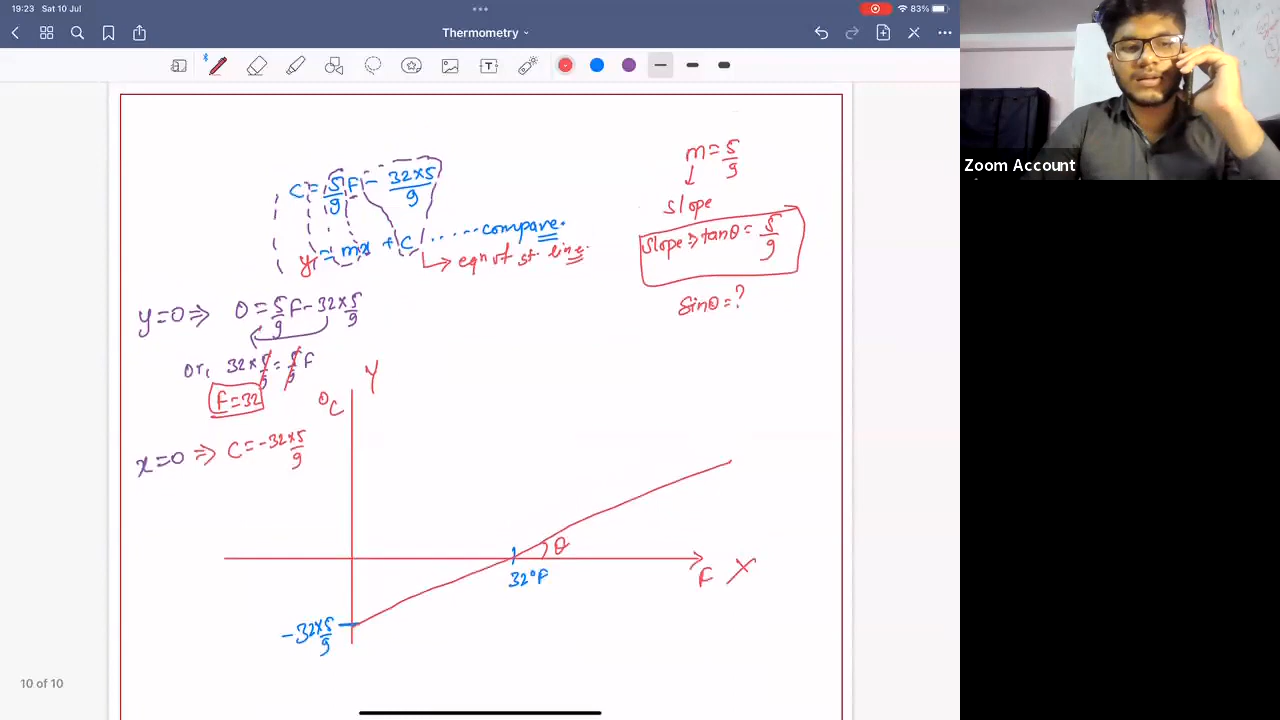 19:23 Sat 10 Jul
83%
Thermometry
C = 5/9 F - 32×5/9
y = mx + C ...... compare.
→ eqn of st. line.
m = 5/9
↓
slope
slope ⇒ tanθ = 5/9
sinθ = ?
y=0 ⇒ 0 = 5/9 F - 32×5/9
or, 32×5/9 = 5/9 F
F=32
x=0 ⇒ C = -32×5/9
Y
°C
θ
32°F
F X
-32×5/9
10 of 10
Zoom Account